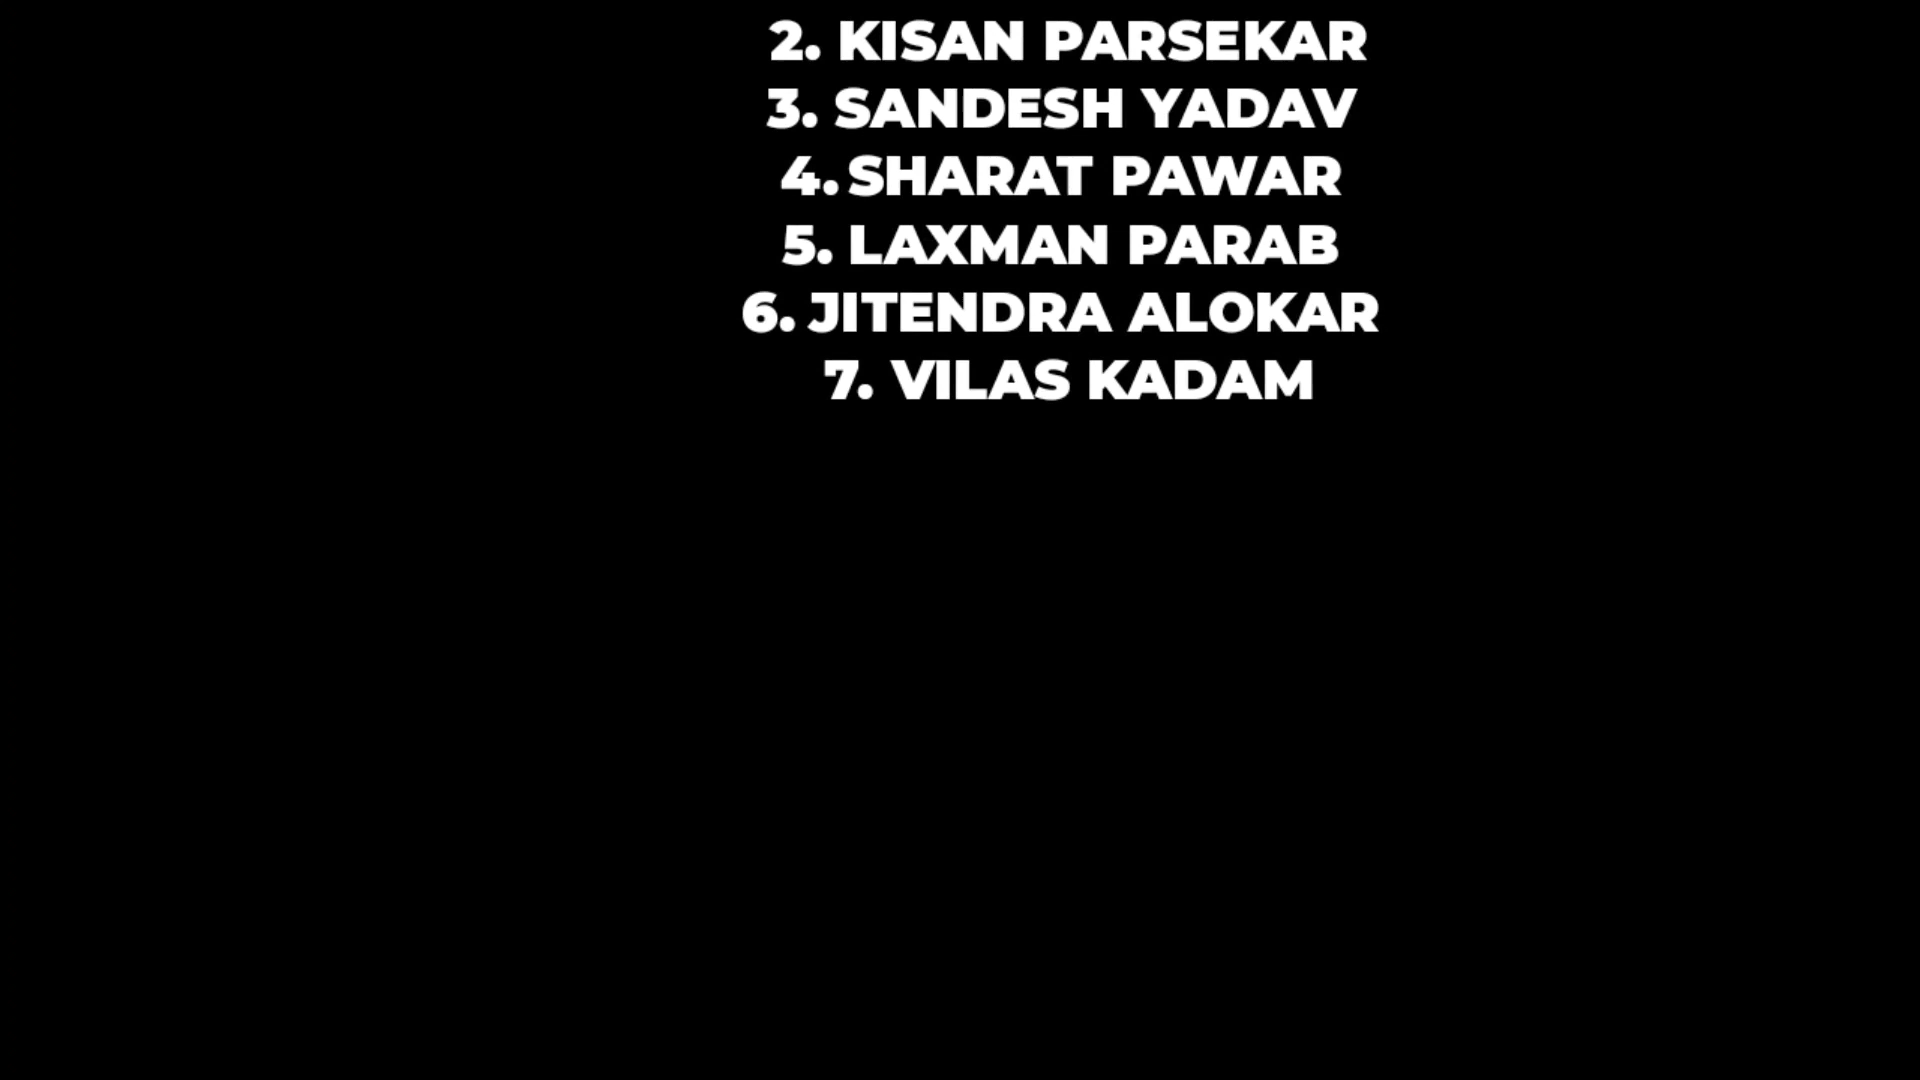 2. KISAN PARSEKAR
3. SANDESH YADAV
4. SHARAT PAWAR
5. LAXMAN PARAB
6. JITENDRA ALOKAR
7. VILAS KADAM